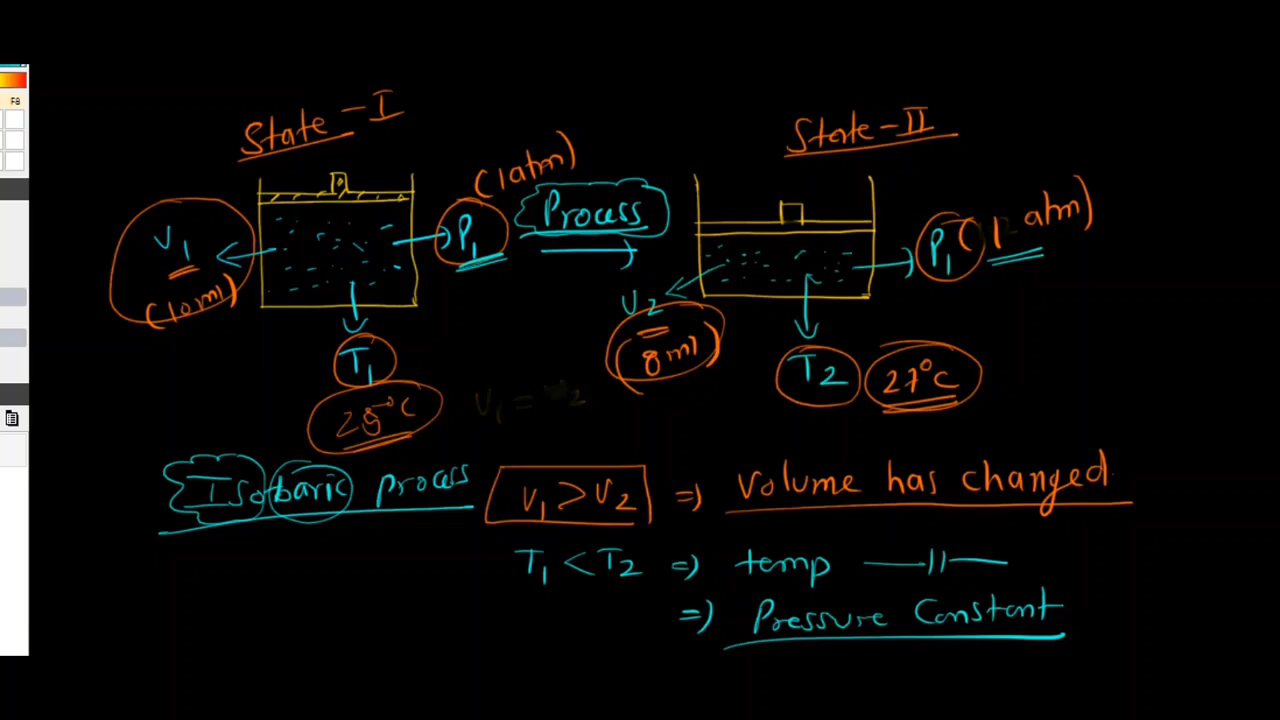 State-I
State-II
(1atm)
Process
V1
P1
P1 (1 atm)
(10ml)
V2
(8ml)
T1
T2
27°C
V1 =
Isobaric process
V1 > V2 => Volume has changed
T1 < T2 => temp —||—
=> Pressure Constant